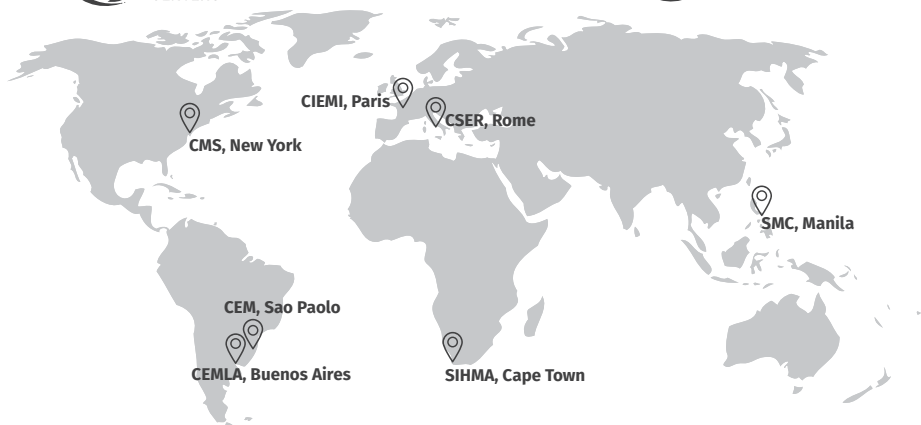 CIEMI, Paris
CSER, Rome
CMS, New York
SMC, Manila
CEM, Sao Paolo
CEMLA, Buenos Aires
SIHMA, Cape Town